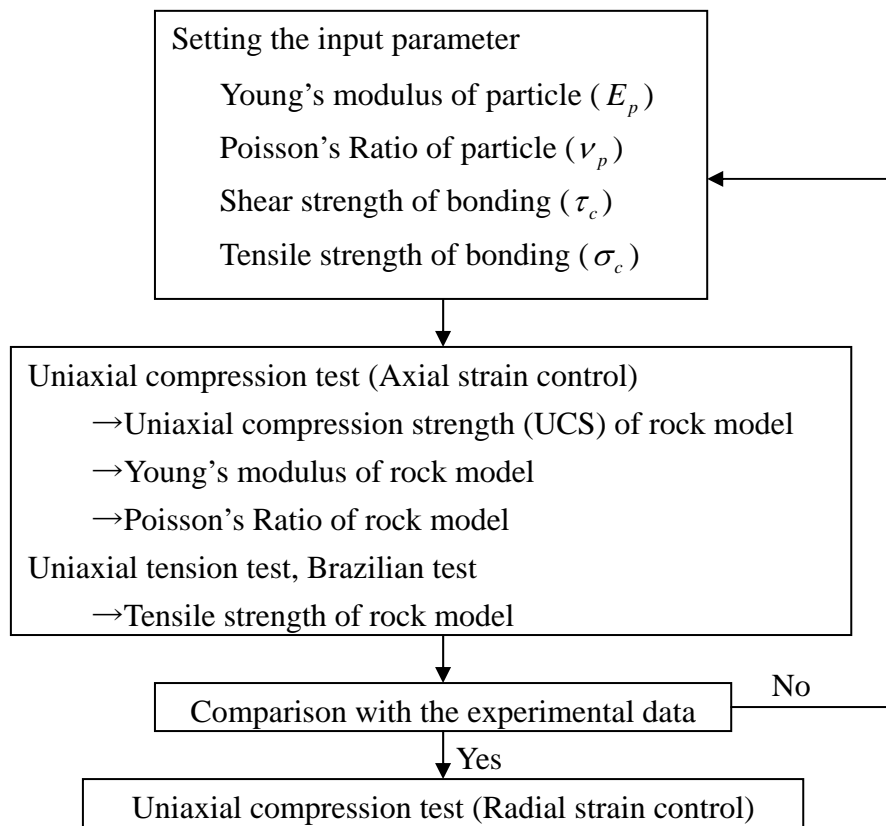 Setting the input parameter
Young’s modulus of particle ( E_p )
Poisson’s Ratio of particle ( ν_p )
Shear strength of bonding ( τ_c )
Tensile strength of bonding ( σ_c )
Uniaxial compression test (Axial strain control)
→Uniaxial compression strength (UCS) of rock model
→Young’s modulus of rock model
→Poisson’s Ratio of rock model
Uniaxial tension test, Brazilian test
→Tensile strength of rock model
No
Comparison with the experimental data
Yes
Uniaxial compression test (Radial strain control)